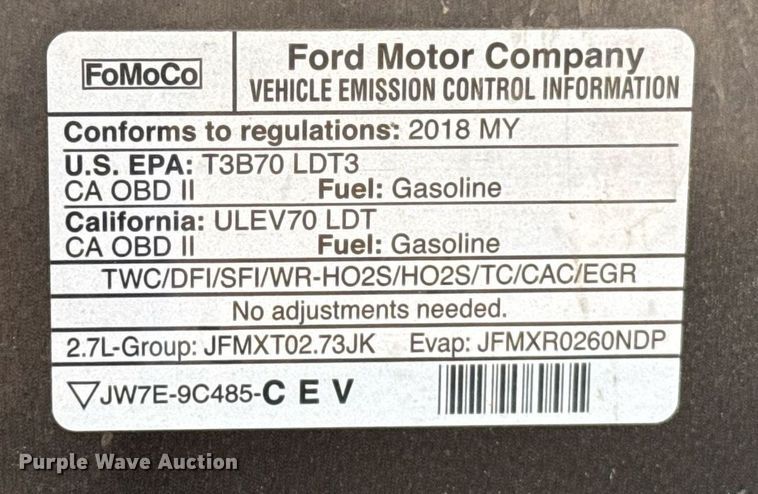 FoMoCo
Ford Motor Company
VEHICLE EMISSION CONTROL INFORMATION
Conforms to regulations: 2018 MY
U.S. EPA: T3B70 LDT3
CA OBD II Fuel: Gasoline
California: ULEV70 LDT
CA OBD II Fuel: Gasoline
TWC/DFI/SFI/WR-HO2S/HO2S/TC/CAC/EGR
No adjustments needed.
2.7L-Group: JFMXT02.73JK Evap: JFMXR0260NDP
▽JW7E-9C485-C E V
Purple Wave Auction